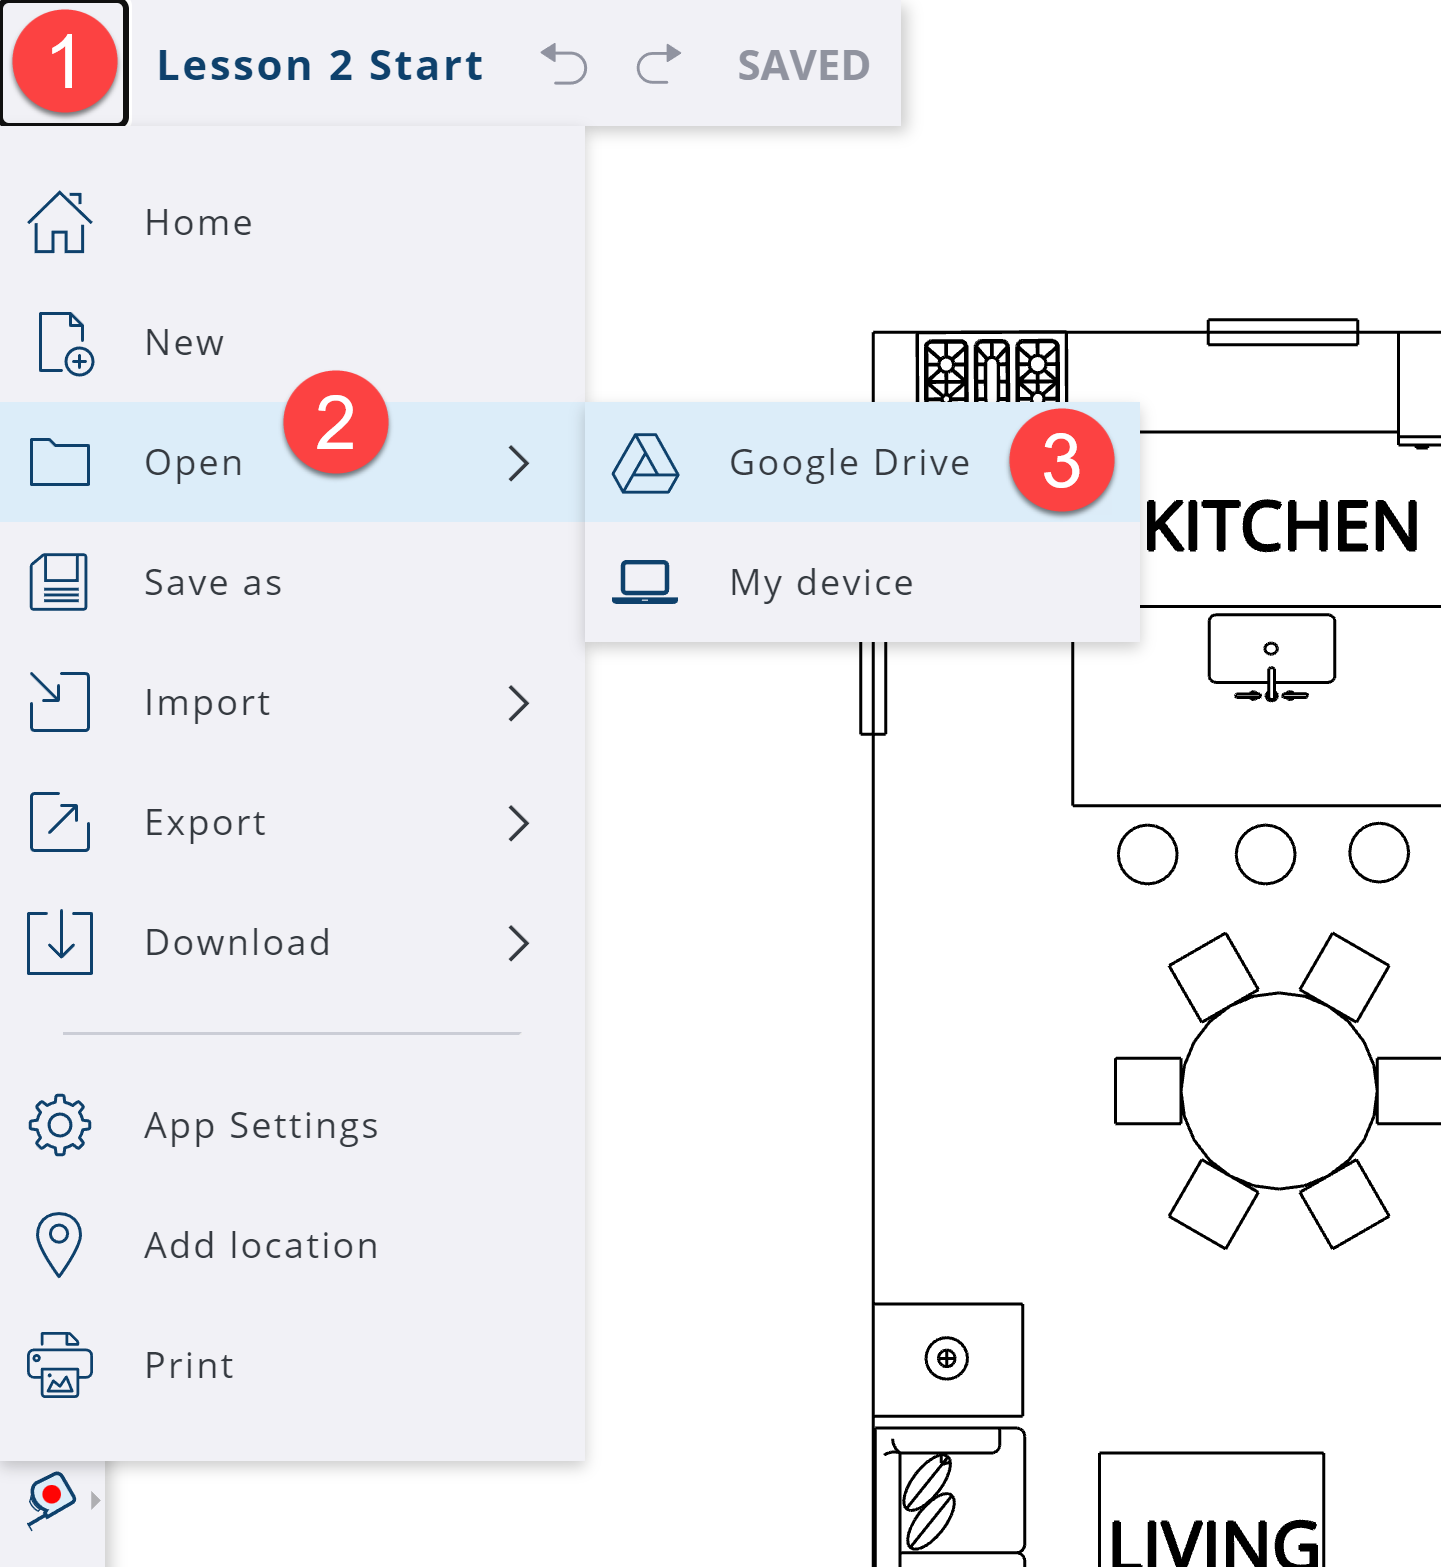 1
Lesson 2 Start
SAVED
Home
New
2
Open
Google Drive
3
My device
Save as
Import
Export
Download
App Settings
Add location
Print
KITCHEN
LIVING